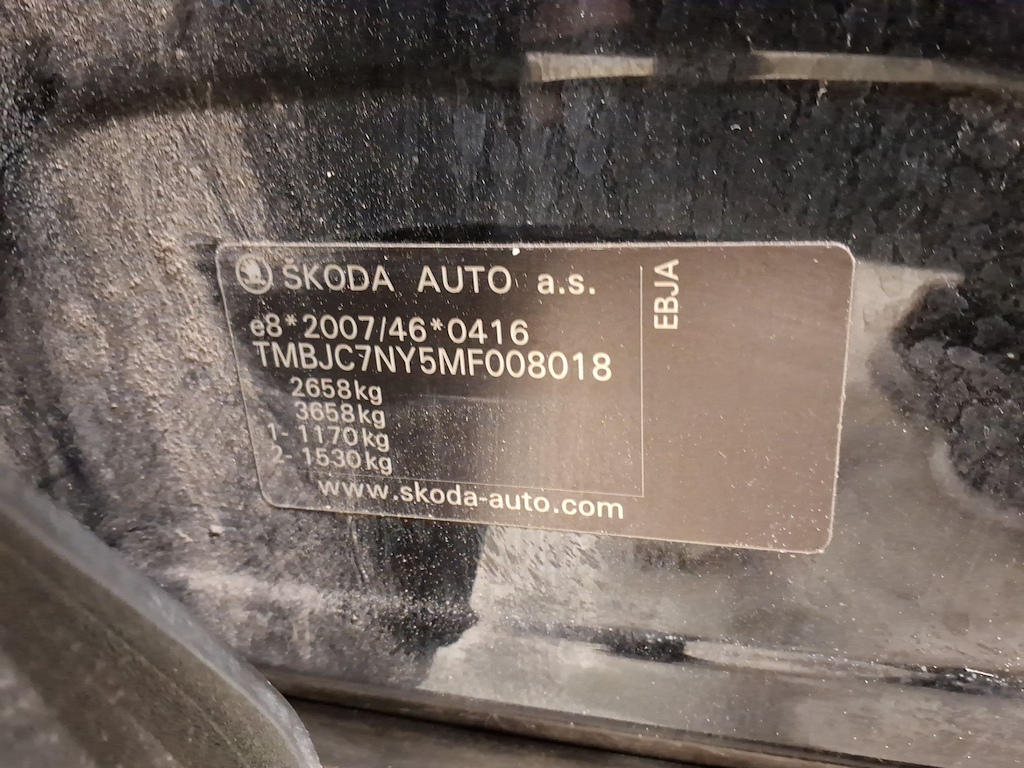 ŠKODA AUTO a.s.
e8*2007/46*0416
TMBJC7NY5MF008018
2658kg
3658kg
1- 1170kg
2- 1530kg
www.skoda-auto.com
EBJA